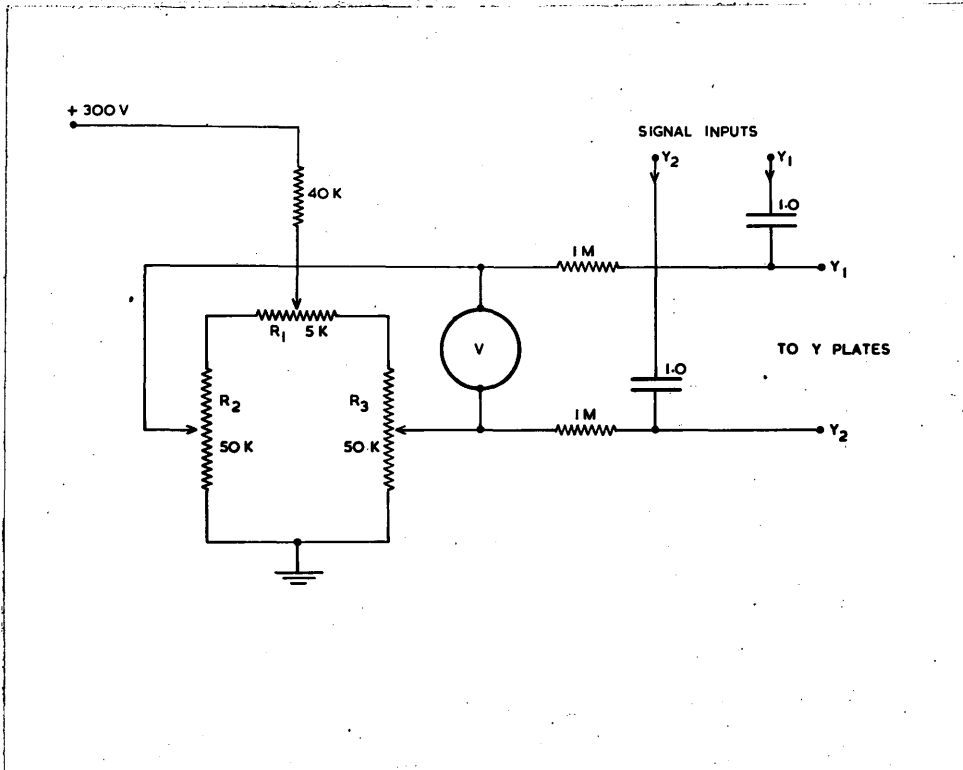 + 300 V
SIGNAL INPUTS
Y2 Y1
40 K
1.0
1 M
Y1
R1 5 K
V
TO Y PLATES
1.0
R2 R3
1 M
50 K 50 K
Y2